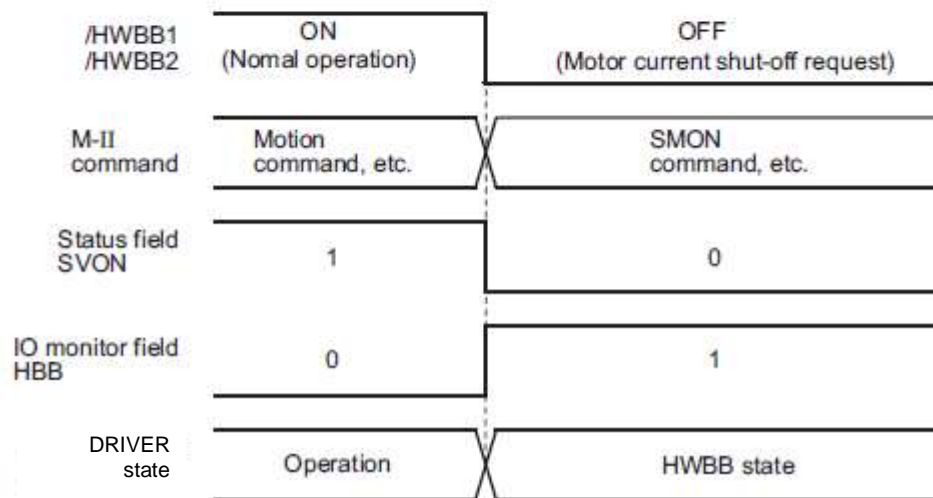 /HWBB1
/HWBB2
ON
(Nomal operation)
OFF
(Motor current shut-off request)
M-II
command
Motion
command, etc.
SMON
command, etc.
Status field
SVON
1
0
IO monitor field
HBB
0
1
DRIVER
state
Operation
HWBB state